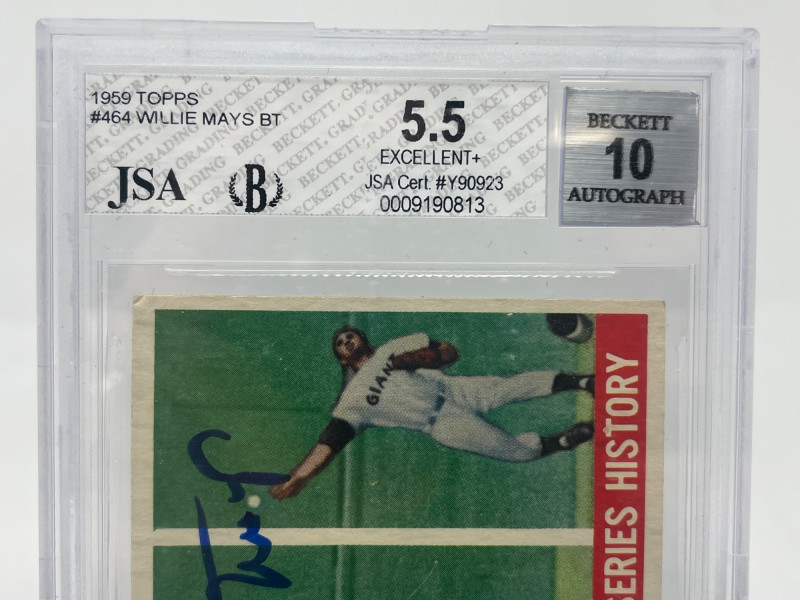 1959 TOPPS
#464 WILLIE MAYS BT
JSA
B
5.5
EXCELLENT+
JSA Cert. #Y90923
0009190813
BECKETT
10
AUTOGRAPH
GIANT
SERIES HISTORY